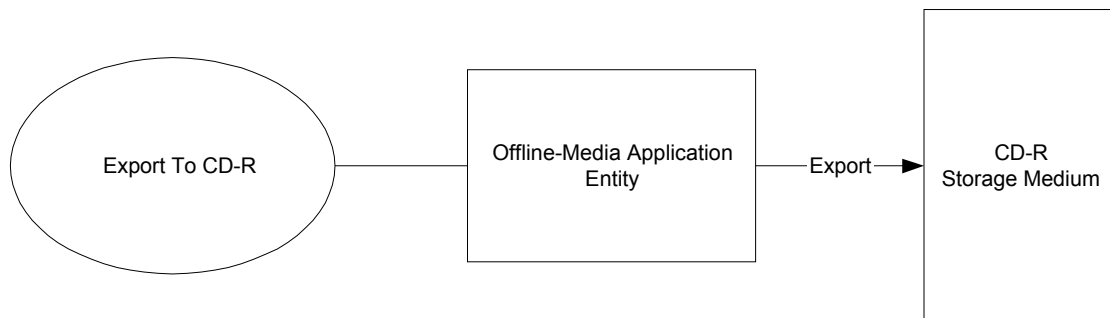 Export To CD-R
Offline-Media Application
Entity
Export
CD-R
Storage Medium